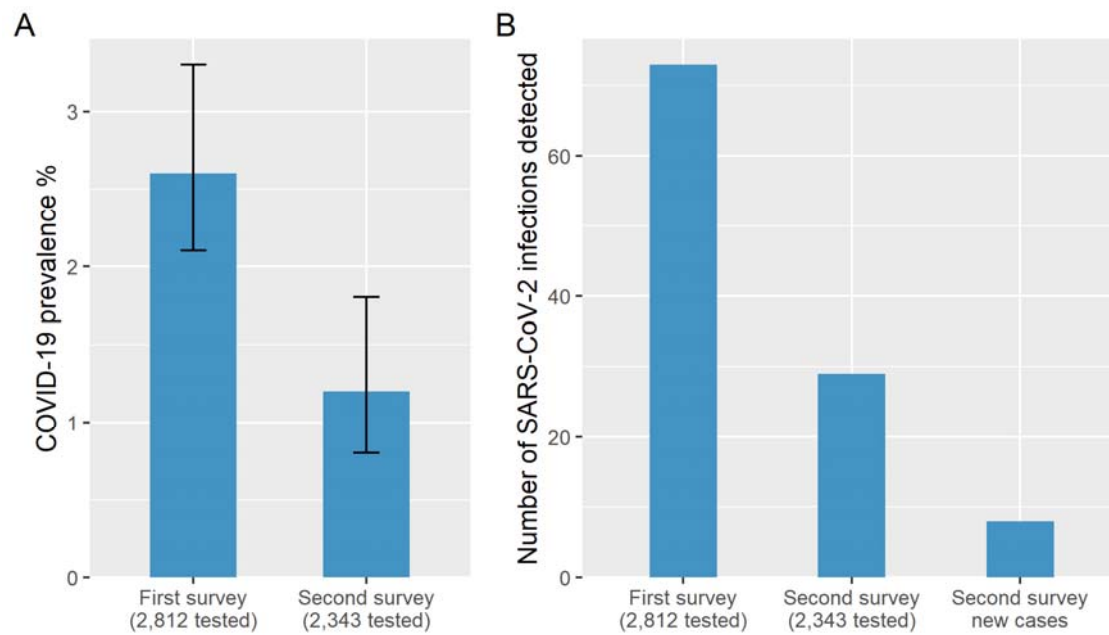 A
COVID-19 prevalence %
3
2
1
0
First survey
(2,812 tested)
Second survey
(2,343 tested)
B
Number of SARS-CoV-2 infections detected
60
40
20
0
First survey
(2,812 tested)
Second survey
(2,343 tested)
Second survey
new cases